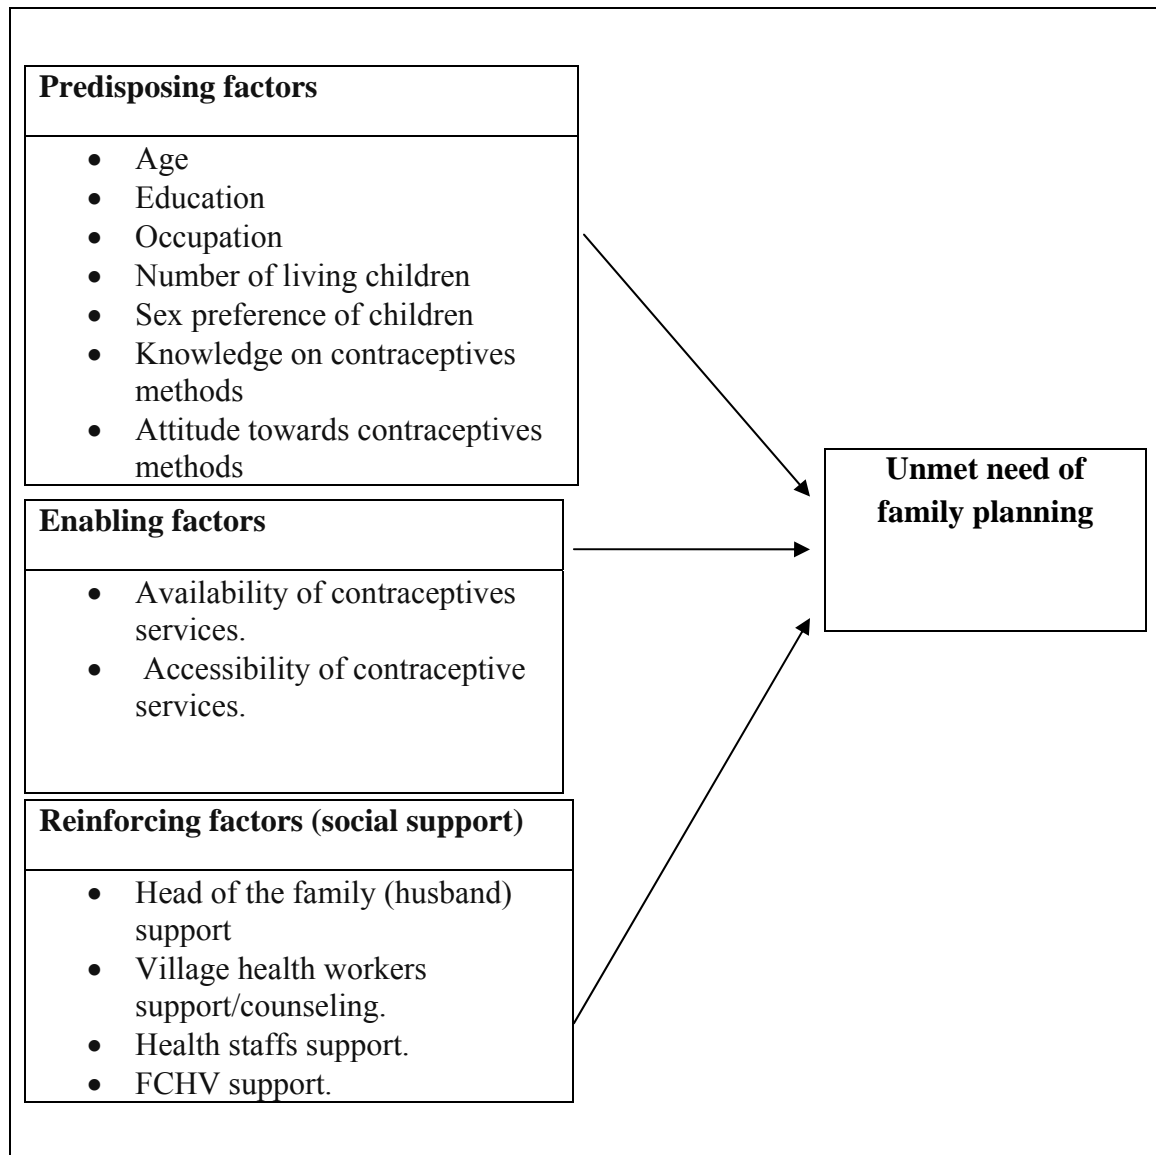 Predisposing factors
• Age
• Education
• Occupation
• Number of living children
• Sex preference of children
• Knowledge on contraceptives
methods
• Attitude towards contraceptives
methods
Enabling factors
• Availability of contraceptives
services.
• Accessibility of contraceptive
services.
Reinforcing factors (social support)
• Head of the family (husband)
support
• Village health workers
support/counseling.
• Health staffs support.
• FCHV support.
Unmet need of
family planning